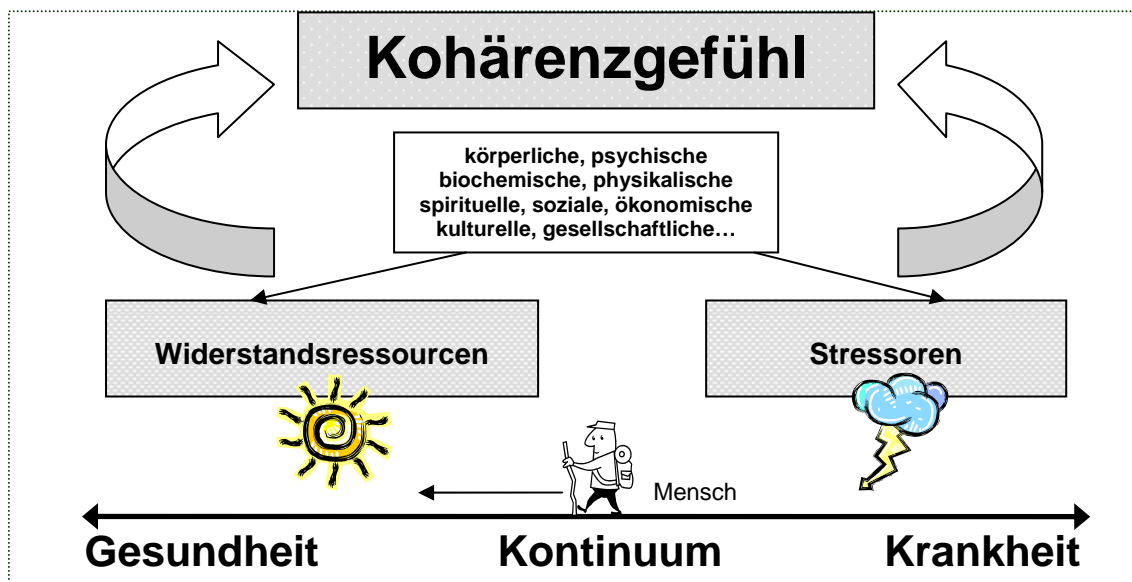 Kohärenzgefühl
körperliche, psychische
biochemische, physikalische
spirituelle, soziale, ökonomische
kulturelle, gesellschaftliche…
Widerstandsressourcen
Stressoren
Mensch
Gesundheit
Kontinuum
Krankheit